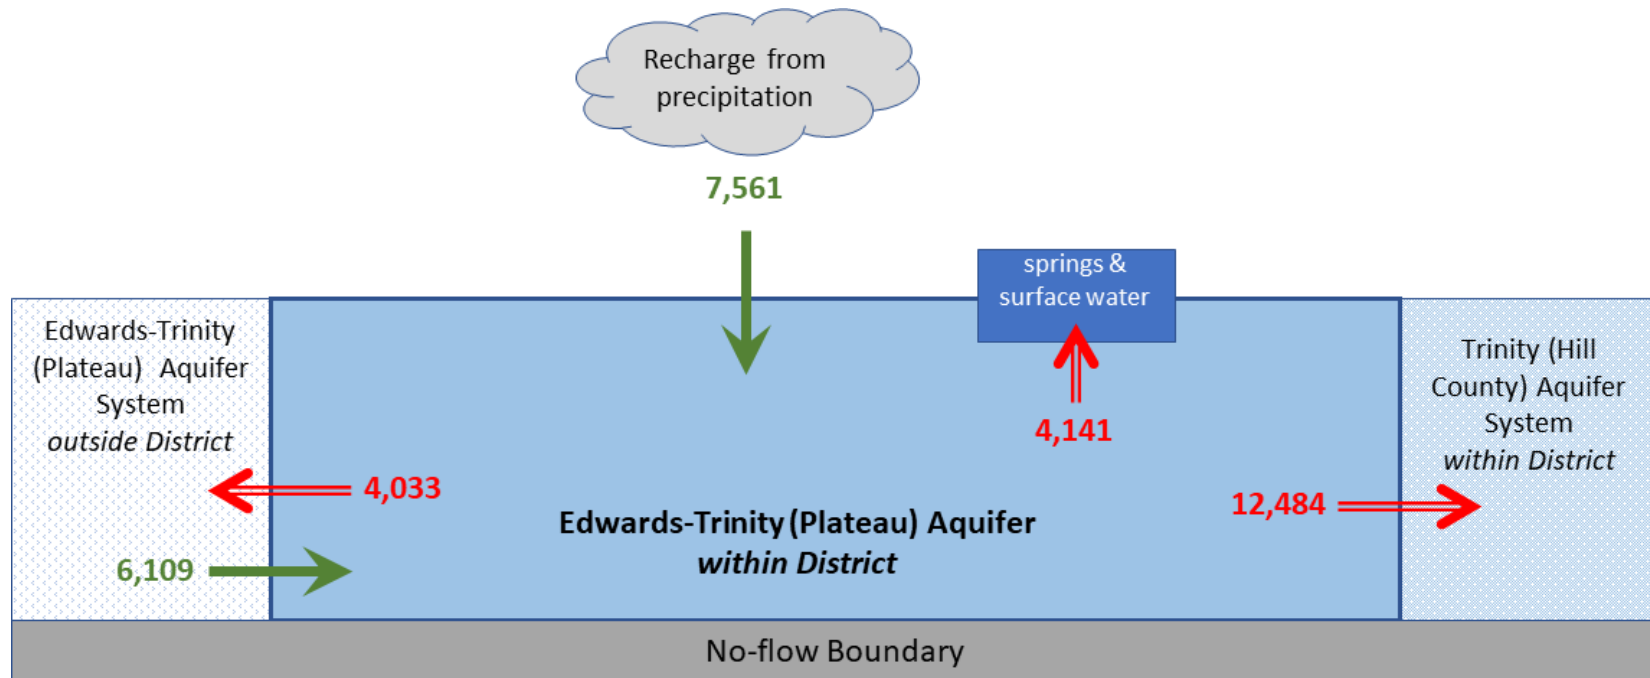 Recharge from
precipitation
7,561
springs &
surface water
4,141
Edwards-Trinity
(Plateau) Aquifer
System
outside District
4,033
6,109
Edwards-Trinity (Plateau) Aquifer
within District
Trinity (Hill
County) Aquifer
System
within District
12,484
No-flow Boundary